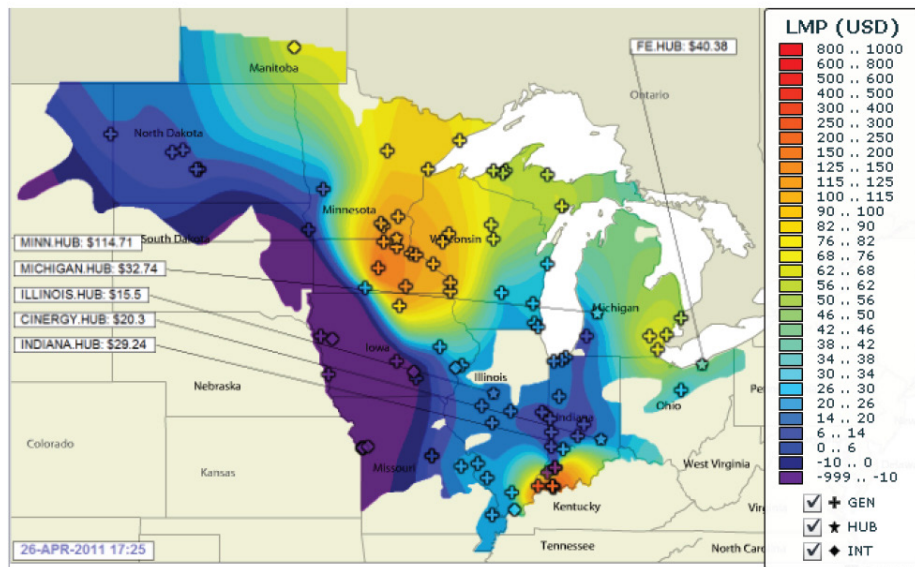 LMP (USD)
800 .. 1000
600 .. 800
500 .. 600
400 .. 500
300 .. 400
250 .. 300
200 .. 250
150 .. 200
125 .. 150
115 .. 125
100 .. 115
90 .. 100
82 .. 90
76 .. 82
68 .. 76
62 .. 68
56 .. 62
50 .. 56
46 .. 50
42 .. 46
38 .. 42
34 .. 38
30 .. 34
26 .. 30
20 .. 26
14 .. 20
6 .. 14
0 .. 6
-10 .. 0
-999 .. -10
GEN
HUB
INT
FE.HUB: $40.38
Manitoba
Ontario
North Dakota
Minnesota
South Dakota
Wisconsin
MINN.HUB: $114.71
MICHIGAN.HUB: $32.74
ILLINOIS.HUB: $15.5
CINERGY.HUB: $20.3
INDIANA.HUB: $29.24
Michigan
Iowa
Illinois
Nebraska
Indiana
Ohio
Pe
Colorado
Kansas
Missouri
West Virginia
Kentucky
Virgi
Tennessee
North Caro
26-APR-2011 17:25